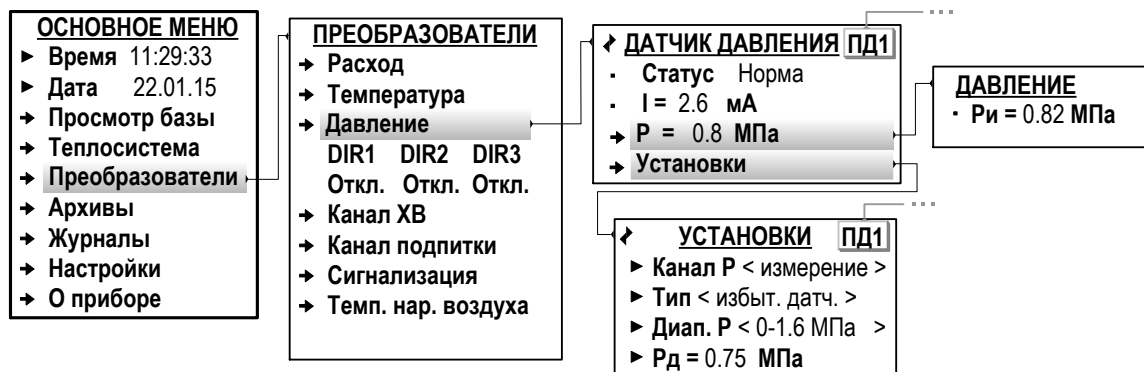 ОСНОВНОЕ МЕНЮ
Время 11:29:33
Дата 22.01.15
Просмотр базы
Теплосистема
Преобразователи
Архивы
Журналы
Настройки
О приборе
ПРЕОБРАЗОВАТЕЛИ
Расход
Температура
Давление
DIR1 DIR2 DIR3
Откл. Откл. Откл.
Канал ХВ
Канал подпитки
Сигнализация
Темп. нар. воздуха
ДАТЧИК ДАВЛЕНИЯ ПД1
Статус Норма
I = 2.6 мА
P = 0.8 МПа
Установки
ДАВЛЕНИЕ
Ри = 0.82 МПа
УСТАНОВКИ ПД1
Канал P < измерение >
Тип < избыт. датч. >
Диап. P < 0-1.6 МПа >
Рд = 0.75 МПа